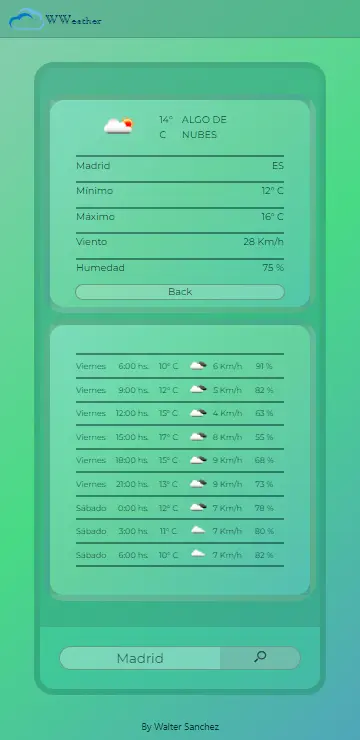 WWeather
14° ALGO DE
C NUBES
Madrid ES
Mínimo 12° C
Máximo 16° C
Viento 28 Km/h
Humedad 75 %
Back
Viernes 6:00 hs. 10° C 6 Km/h 91 %
Viernes 9:00 hs. 12° C 5 Km/h 82 %
Viernes 12:00 hs. 15° C 4 Km/h 63 %
Viernes 15:00 hs. 17° C 8 Km/h 55 %
Viernes 18:00 hs. 15° C 9 Km/h 68 %
Viernes 21:00 hs. 13° C 9 Km/h 73 %
Sábado 0:00 hs. 12° C 7 Km/h 78 %
Sábado 3:00 hs. 11° C 7 Km/h 80 %
Sábado 6:00 hs. 10° C 7 Km/h 82 %
Madrid
By Walter Sanchez